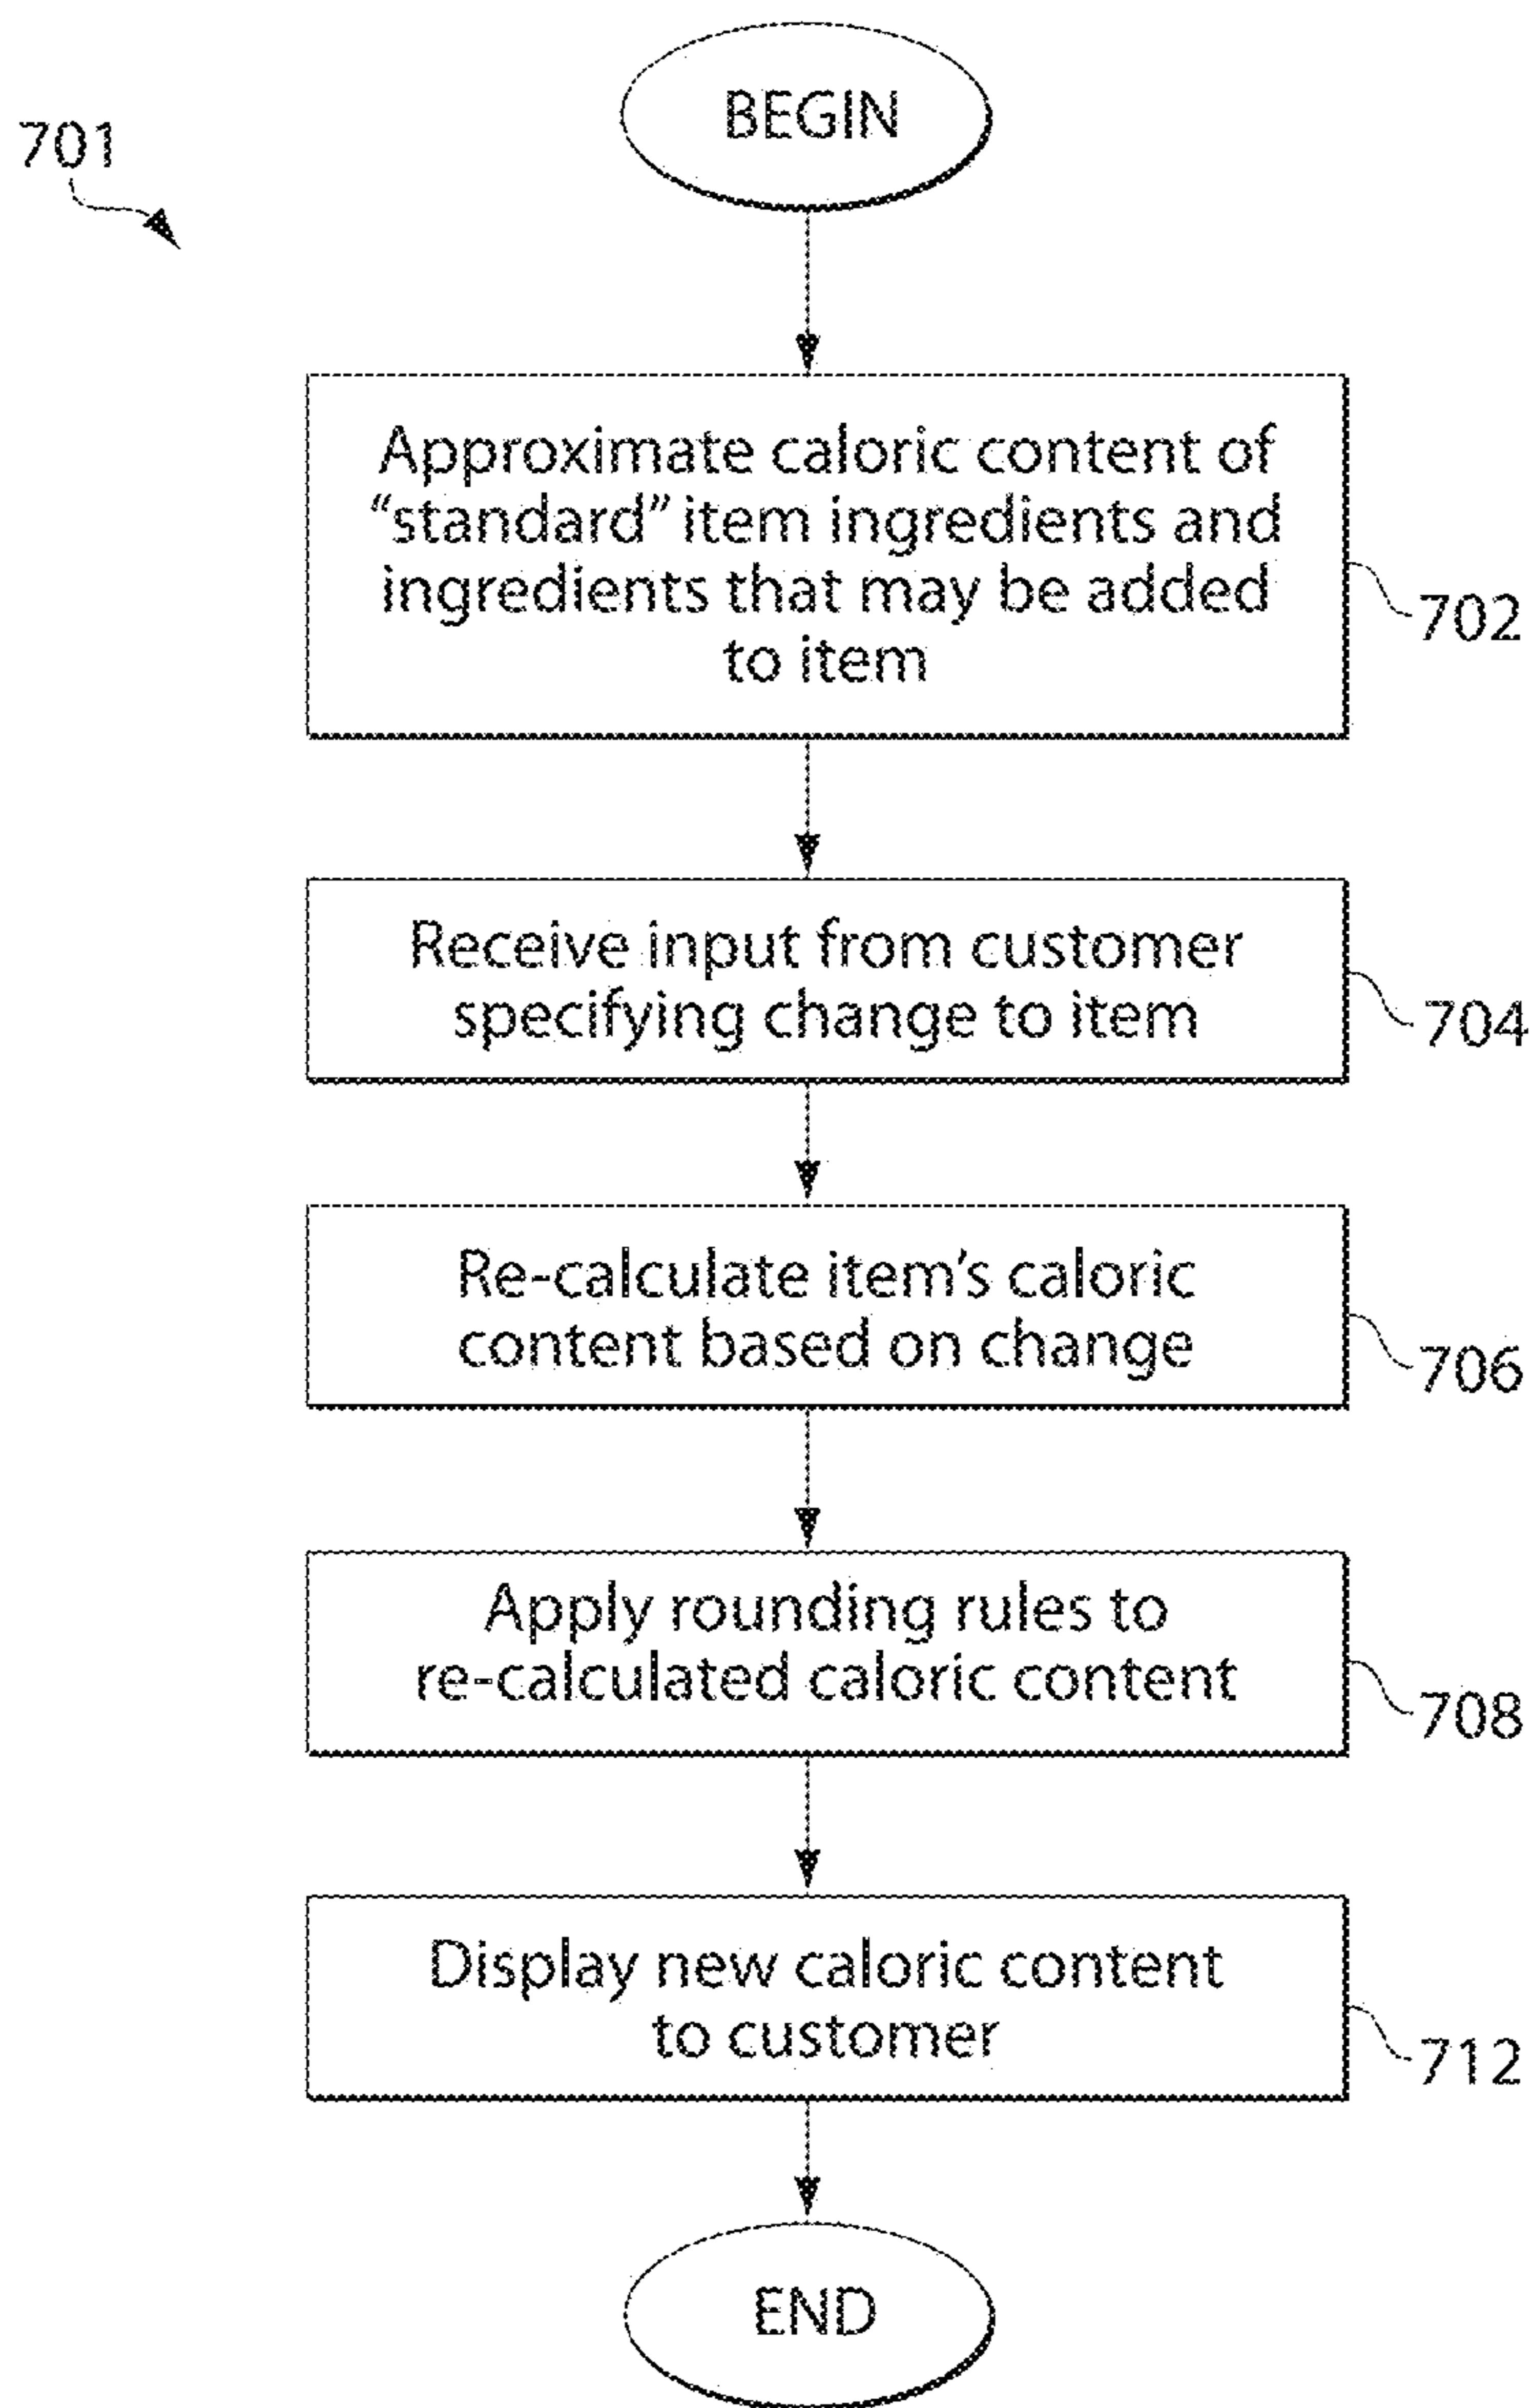 BEGIN
701
Approximate caloric content of
“standard” item ingredients and
ingredients that may be added
to item
702
Receive input from customer
specifying change to item
704
Re-calculate item’s caloric
content based on change
706
Apply rounding rules to
re-calculated caloric content
708
Display new caloric content
to customer
712
END